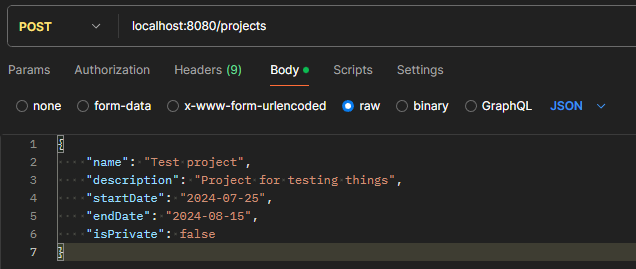 POST localhost:8080/projects
Params Authorization Headers (9) Body Scripts Settings
none form-data x-www-form-urlencoded raw binary GraphQL JSON
1 {
2 "name": "Test project",
3 "description": "Project for testing things",
4 "startDate": "2024-07-25",
5 "endDate": "2024-08-15",
6 "isPrivate": false
7 }